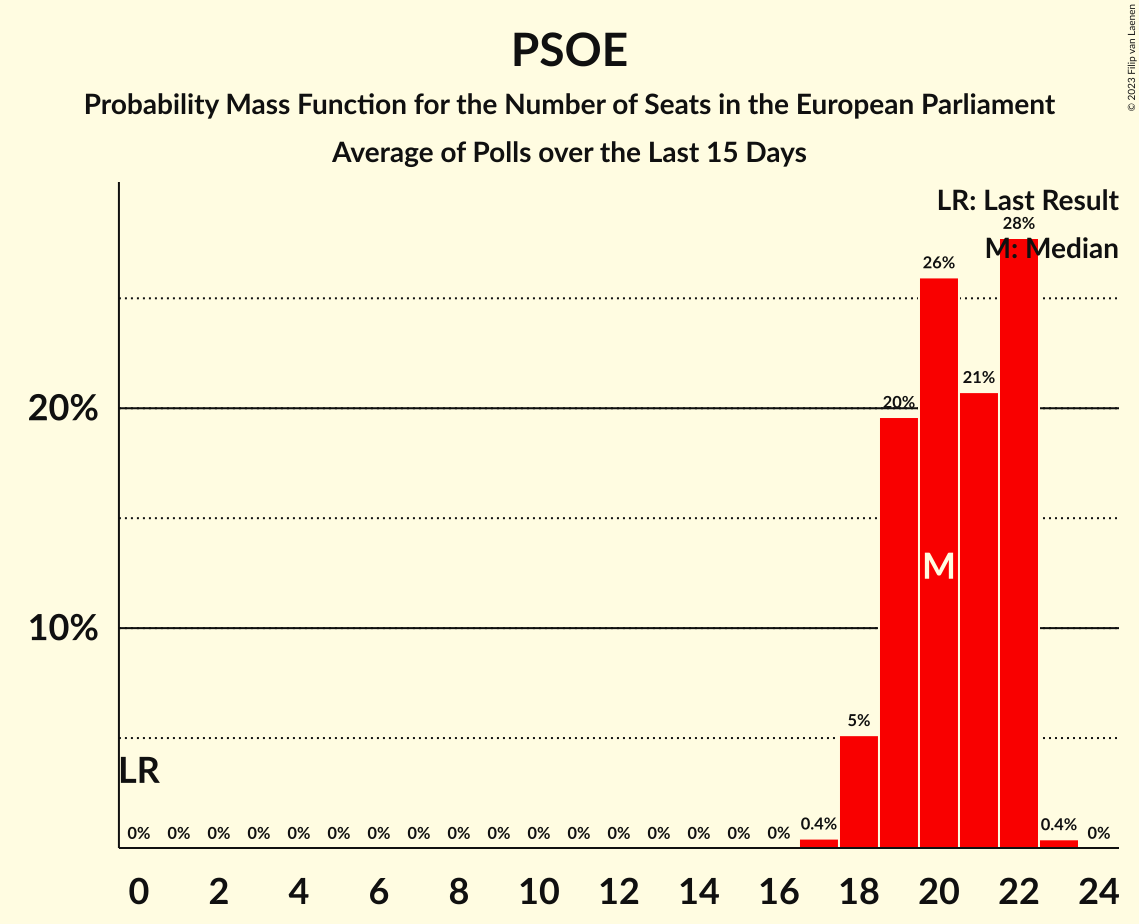 PSOE
Probability Mass Function for the Number of Seats in the European Parliament
Average of Polls over the Last 15 Days
© 2023 Filip van Laenen
LR: Last Result
M: Median
28%
26%
21%
20%
20%
M
10%
5%
LR
0% 0% 0% 0% 0% 0% 0% 0% 0% 0% 0% 0% 0% 0% 0% 0% 0% 0.4% 0.4% 0%
0 2 4 6 8 10 12 14 16 18 20 22 24